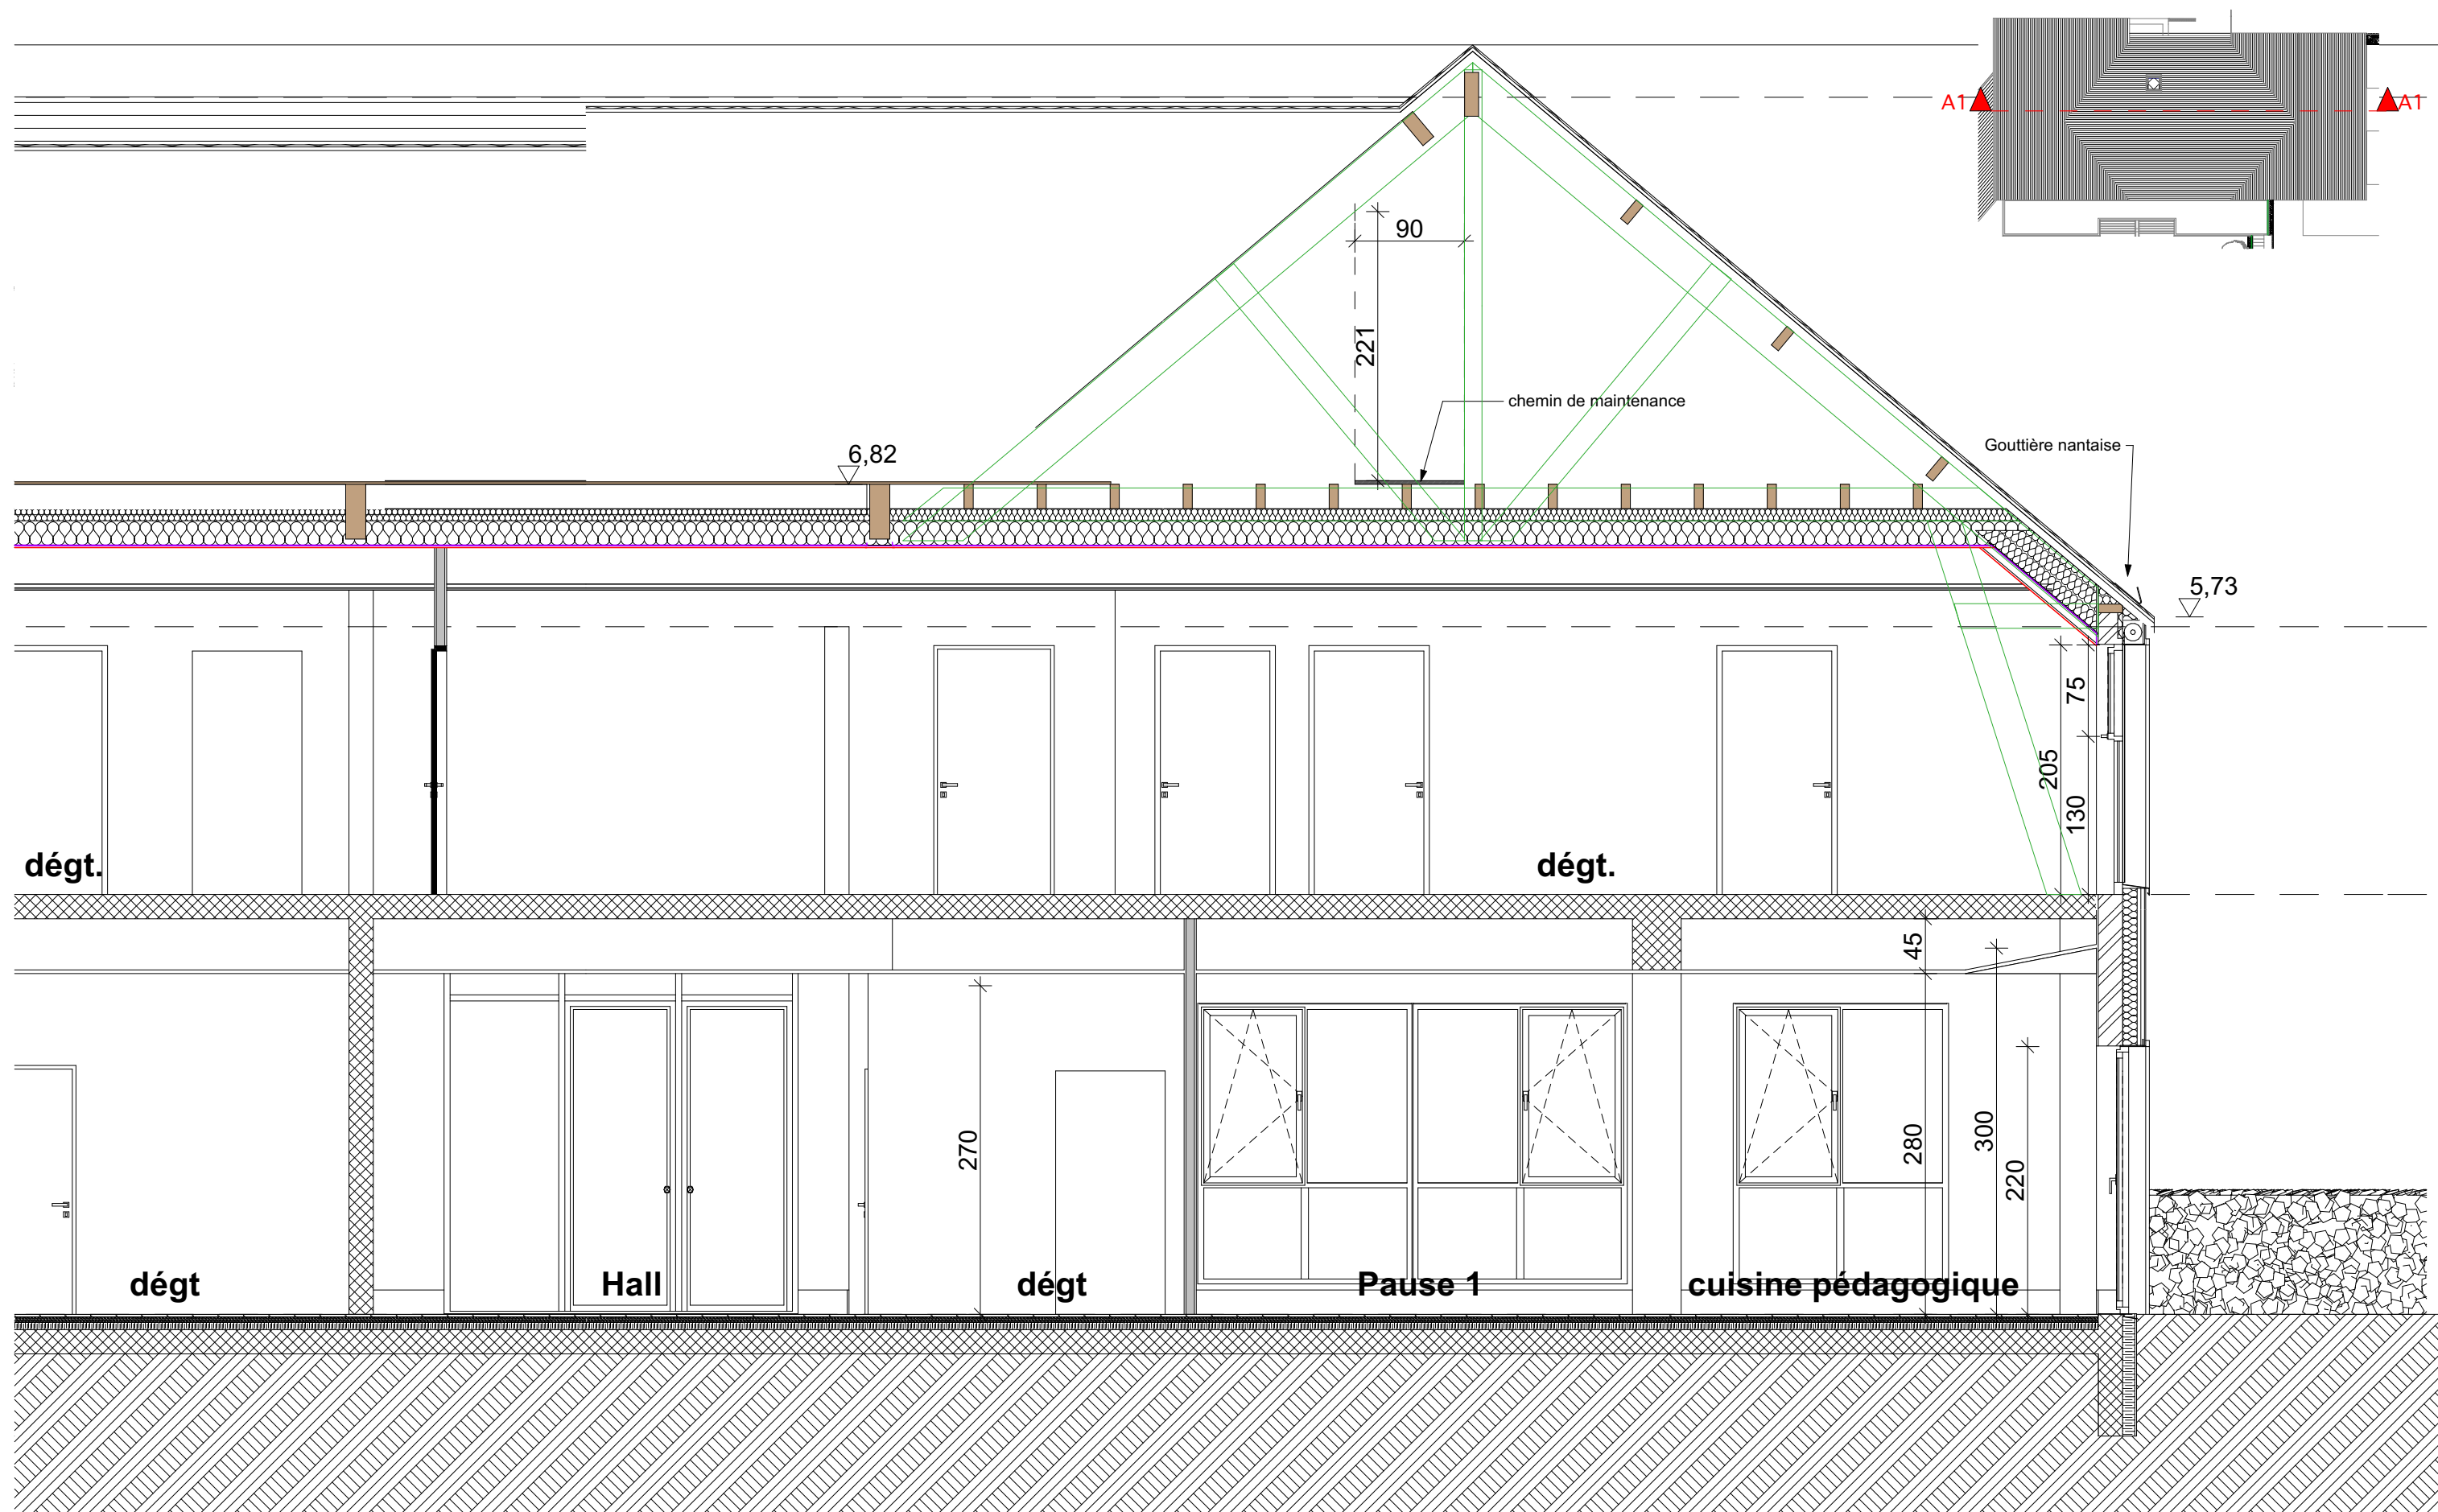 A1
A1
90
221
chemin de maintenance
Gouttière nantaise
6,82
5,73
75
205
130
dégt.
dégt.
45
270
280
300
220
dégt
Hall
dégt
Pause 1
cuisine pédagogique